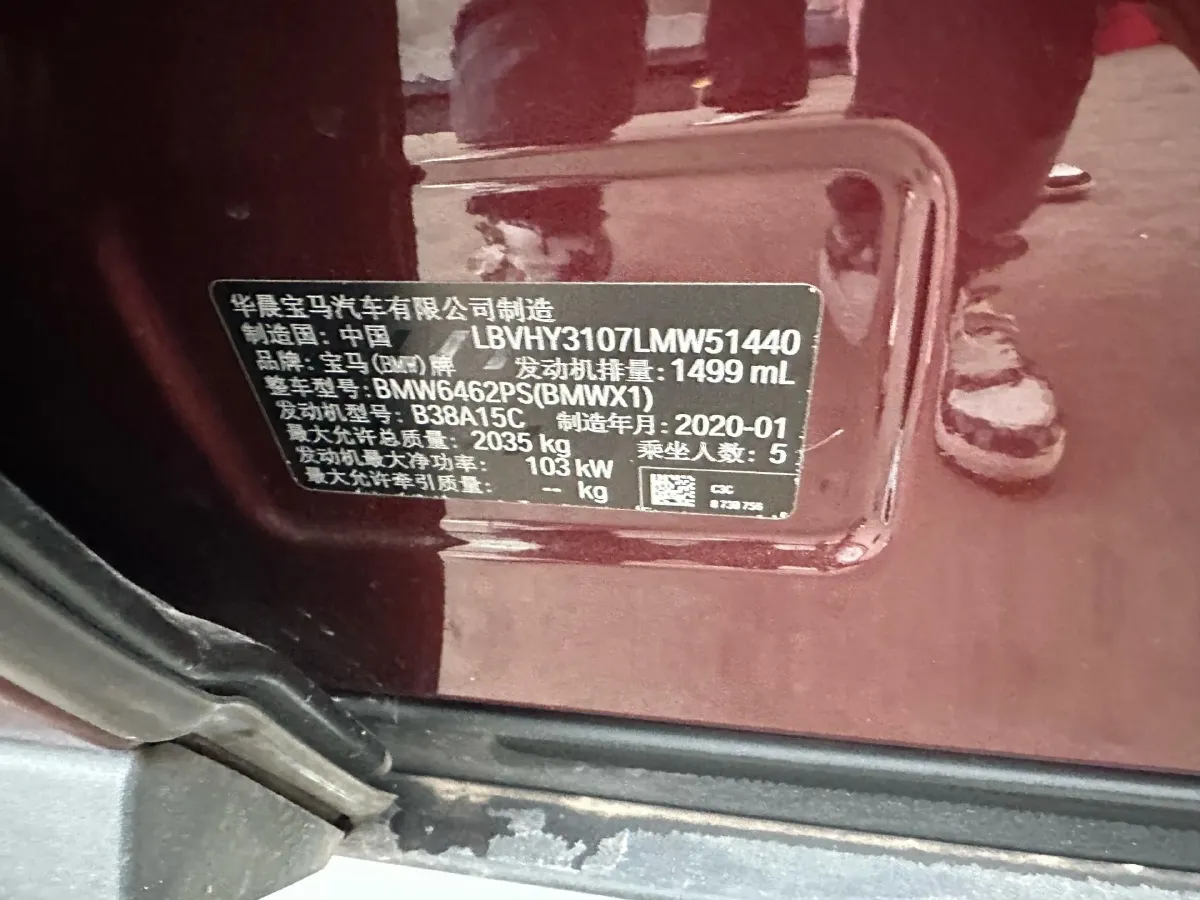 华晨宝马汽车有限公司制造
制造国: 中国 LBVHY3107LMW51440
品牌: 宝马(BMW)牌 发动机排量: 1499 mL
整车型号: BMW6462PS(BMWX1)
发动机型号: B38A15C 制造年月: 2020-01
最大允许总质量: 2035 kg 乘坐人数: 5
发动机最大净功率: 103 kW
最大允许牵引质量: -- kg
C3C
8 738 756